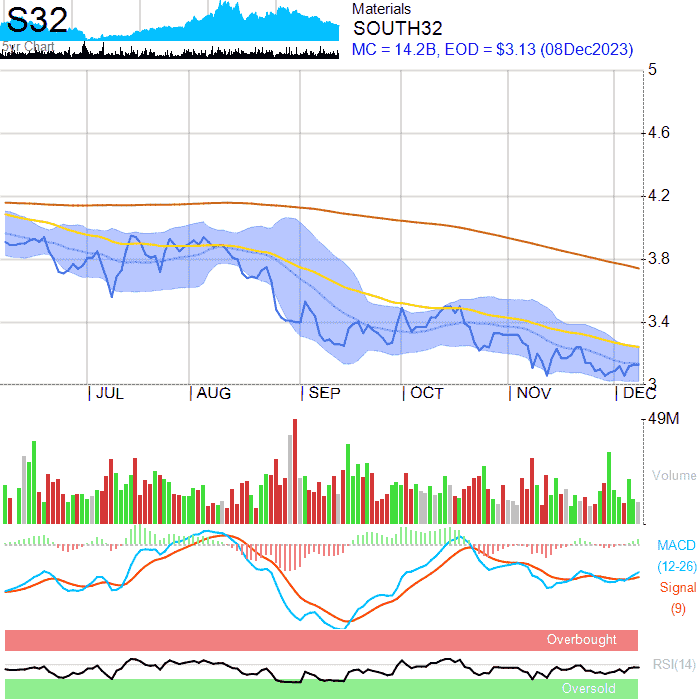 S32
5yr Chart
Materials
SOUTH32
MC = 14.2B, EOD = $3.13 (08Dec2023)
5
4.6
4.2
3.8
3.4
3
JUL AUG SEP OCT NOV DEC
49M
Volume
MACD
(12-26)
Signal
(9)
Overbought
RSI(14)
Oversold